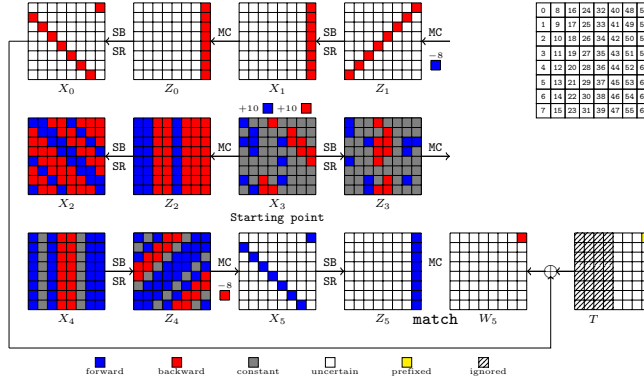 SB MC SB MC
SR SR
−8
X0 Z0 X1 Z1
0 8 16 24 32 40 48
1 9 17 25 33 41 49
2 10 18 26 34 42 50
3 11 19 27 35 43 51
4 12 20 28 36 44 52
5 13 21 29 37 45 53
6 14 22 30 38 46 54
7 15 23 31 39 47 55
+10 +10
SB MC MC SB MC
SR SR
X2 Z2 X3 Z3
Starting point
SB MC SB MC
SR −8 SR
X4 Z4 X5 Z5 match W5 T
forward backward constant uncertain prefixed ignored